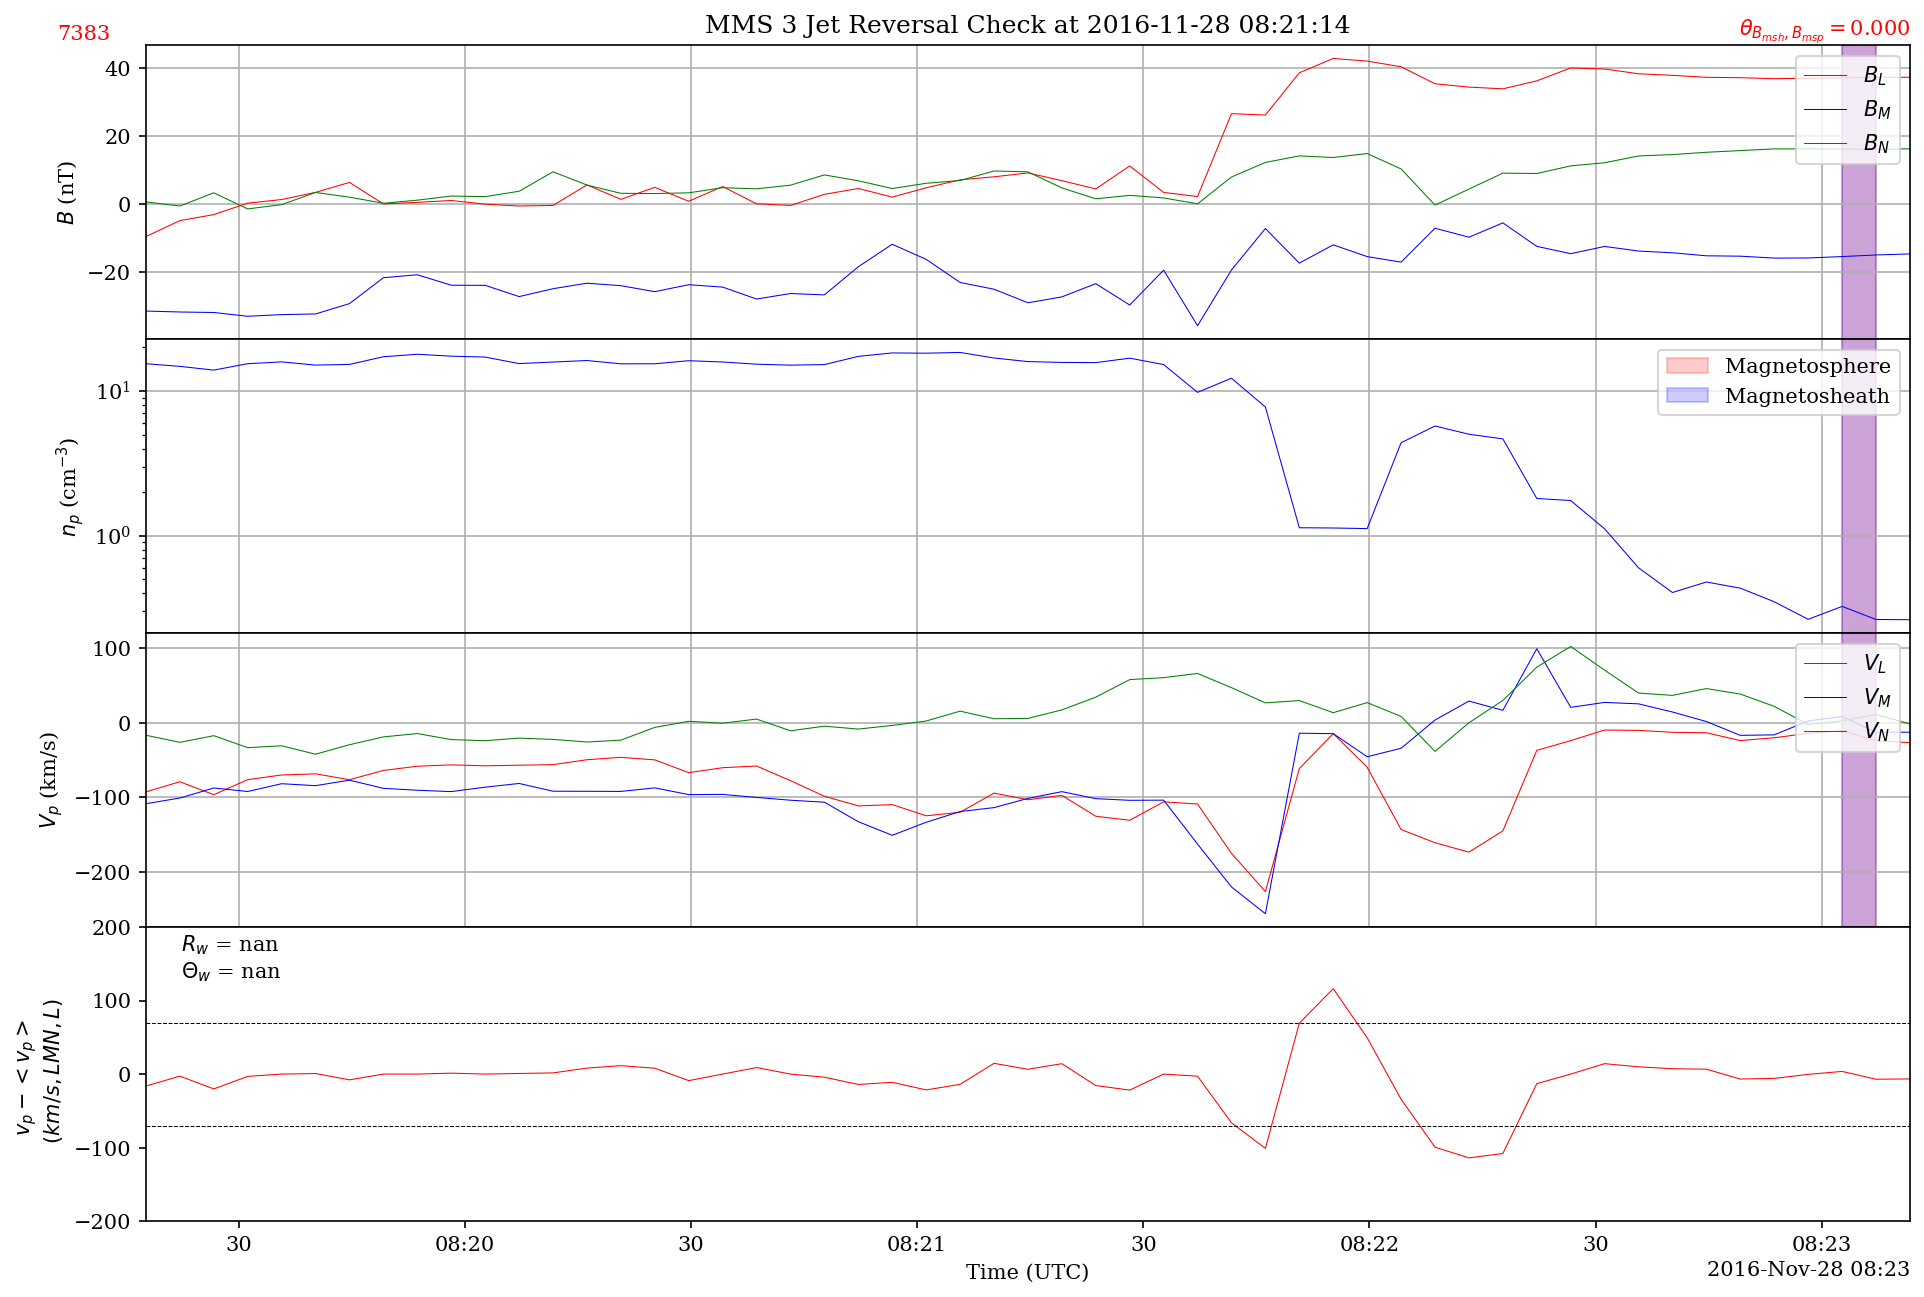 MMS 3 Jet Reversal Check at 2016-11-28 08:21:14
7383
θ_{B_{msh}, B_{msp}} = 0.000
40
20
0
−20
B (nT)
B_L
B_M
B_N
10^1
10^0
n_p (cm^{−3})
Magnetosphere
Magnetosheath
100
0
−100
−200
V_p (km/s)
V_L
V_M
V_N
200
100
0
−100
−200
v_p − < v_p >
(km/s, LMN, L)
R_w = nan
Θ_w = nan
30 08:20 30 08:21 30 08:22 30 08:23
Time (UTC)
2016-Nov-28 08:23